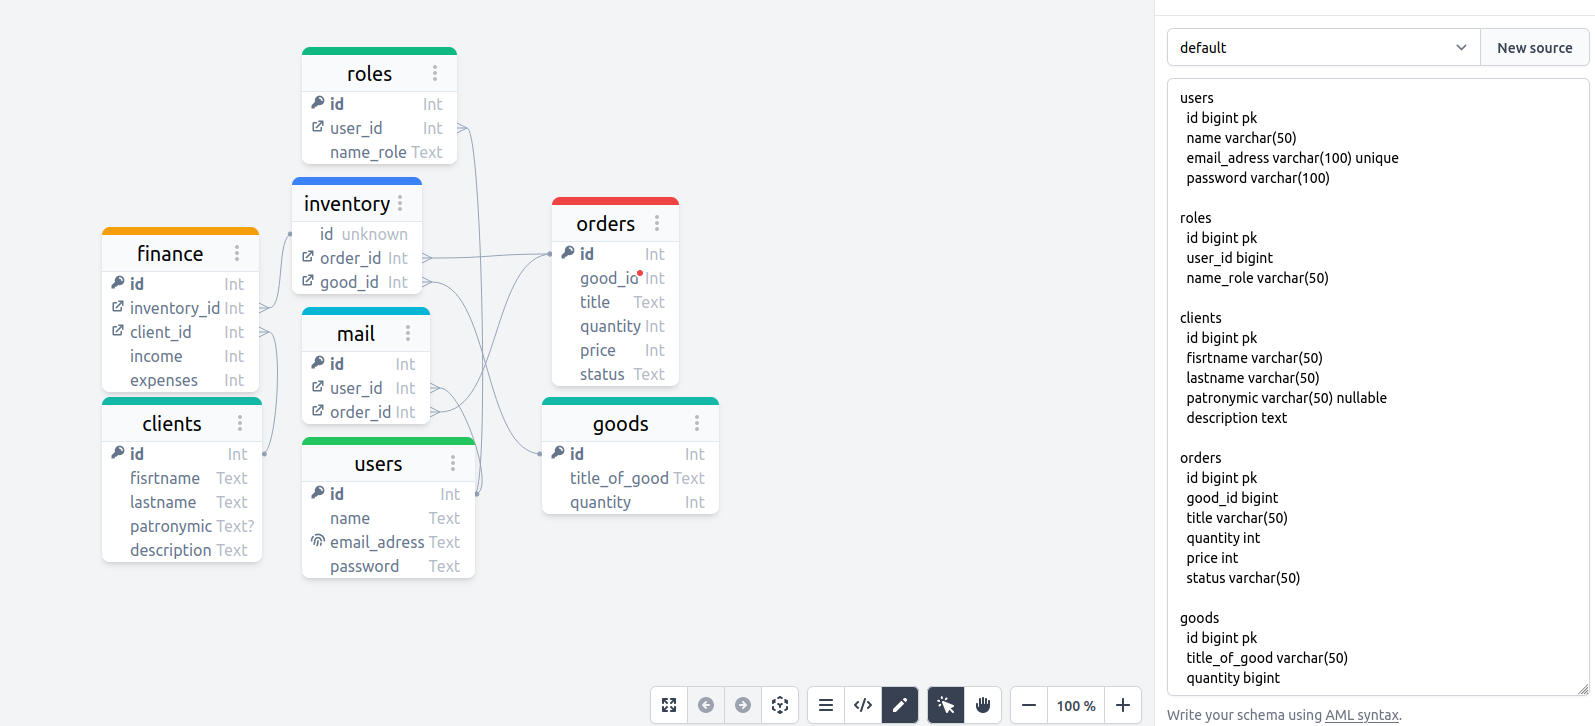 roles
id Int
user_id Int
name_role Text
inventory
id unknown
order_id Int
good_id Int
finance
id Int
inventory_id Int
client_id Int
income Int
expenses Int
mail
id Int
user_id Int
order_id Int
clients
id Int
fisrtname Text
lastname Text
patronymic Text?
description Text
users
id Int
name Text
email_adress Text
password Text
orders
id Int
good_id Int
title Text
quantity Int
price Int
status Text
goods
id Int
title_of_good Text
quantity Int
100 %
default
New source
users
id bigint pk
name varchar(50)
email_adress varchar(100) unique
password varchar(100)
roles
id bigint pk
user_id bigint
name_role varchar(50)
clients
id bigint pk
fisrtname varchar(50)
lastname varchar(50)
patronymic varchar(50) nullable
description text
orders
id bigint pk
good_id bigint
title varchar(50)
quantity int
price int
status varchar(50)
goods
id bigint pk
title_of_good varchar(50)
quantity bigint
Write your schema using AML syntax.